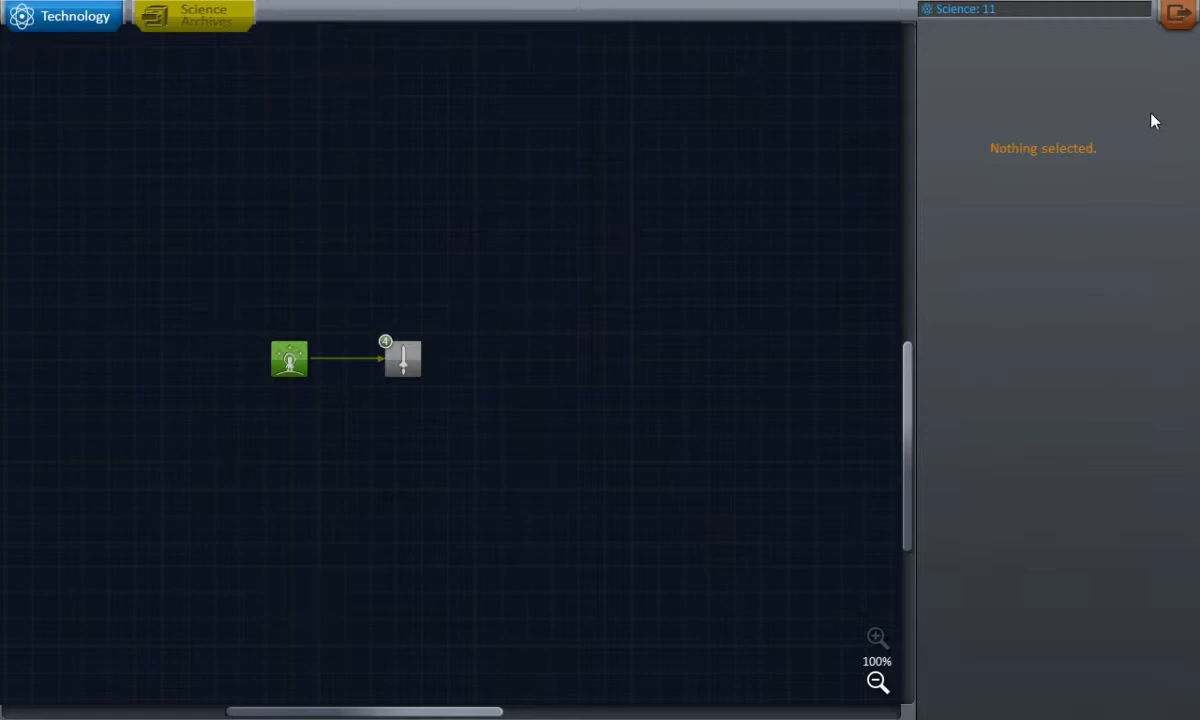 Technology
Science
Archives
Science: 11
Nothing selected.
4
100%